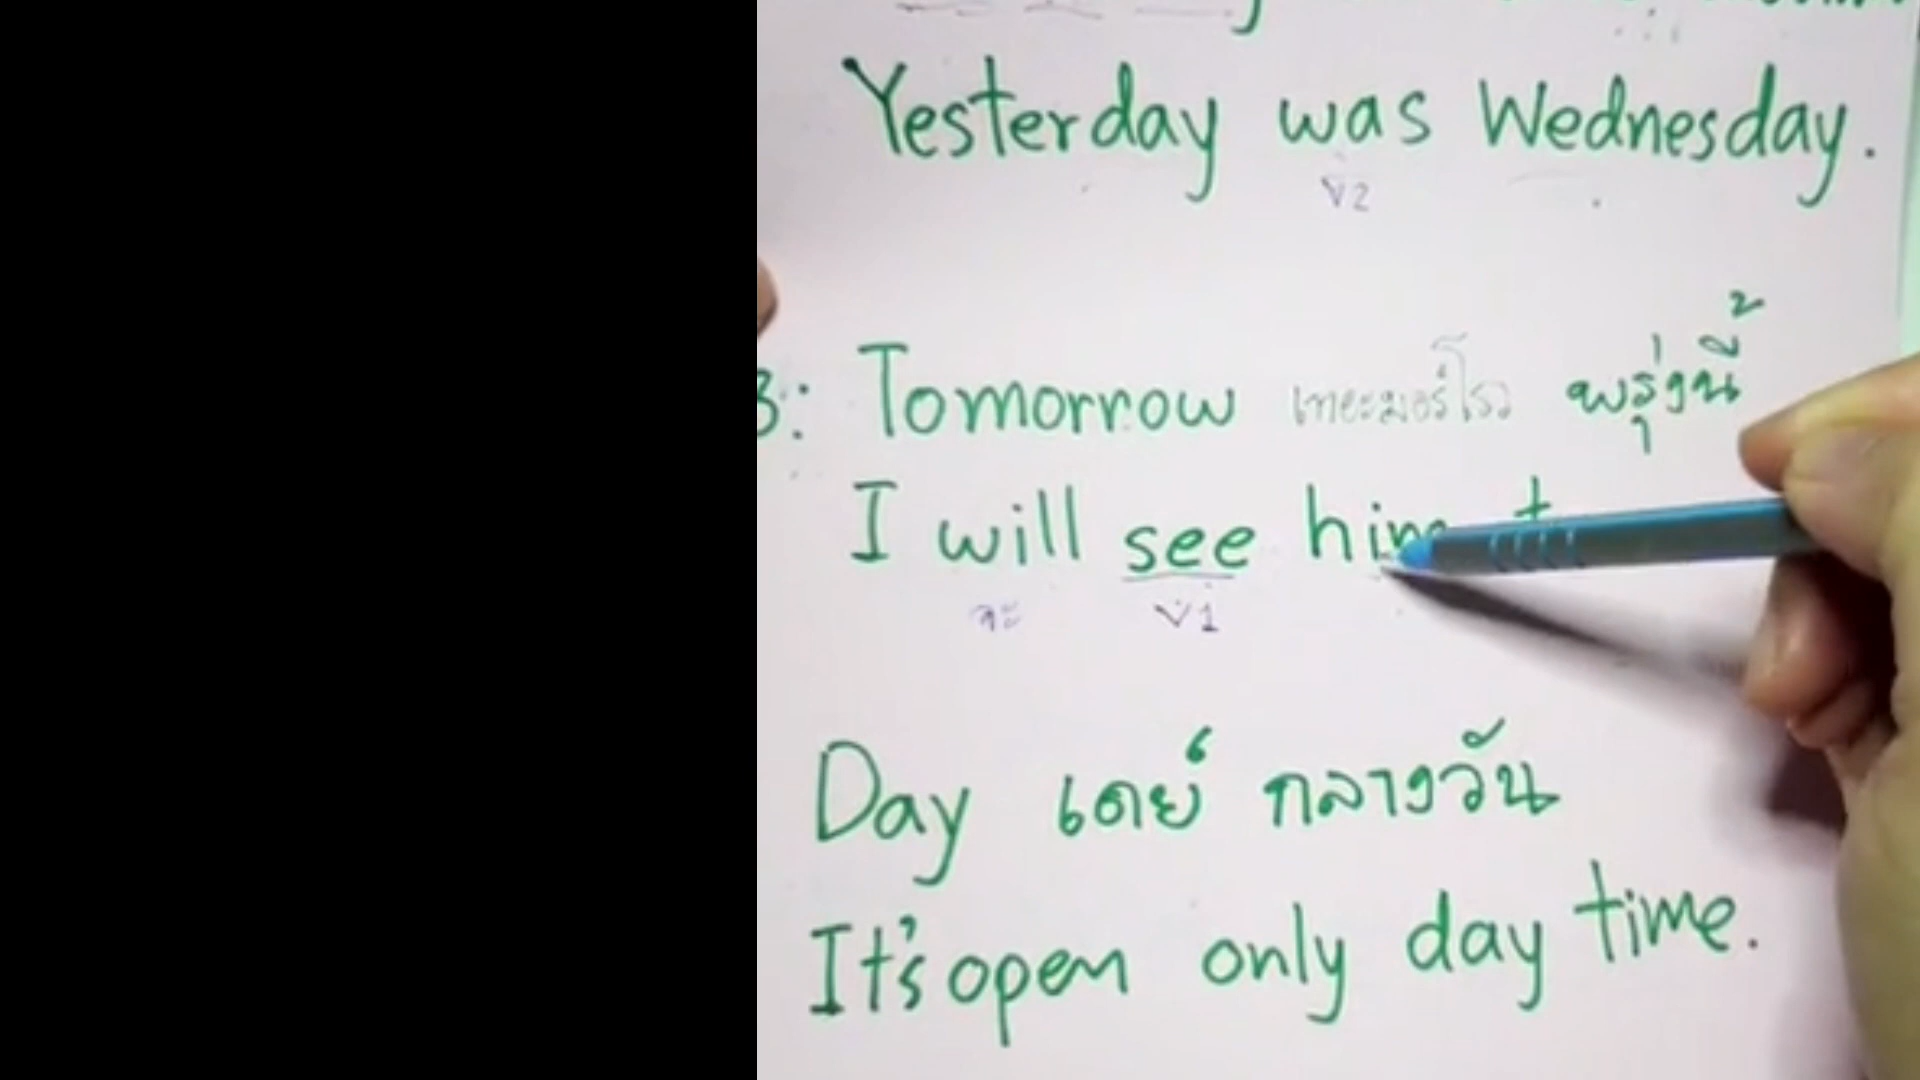 Yesterday was Wednesday.
V2
3: Tomorrow เทอะมอร์โรว พรุ่งนี้
I will see him
จะ V1
Day เดย์ กลางวัน
It's open only day time.